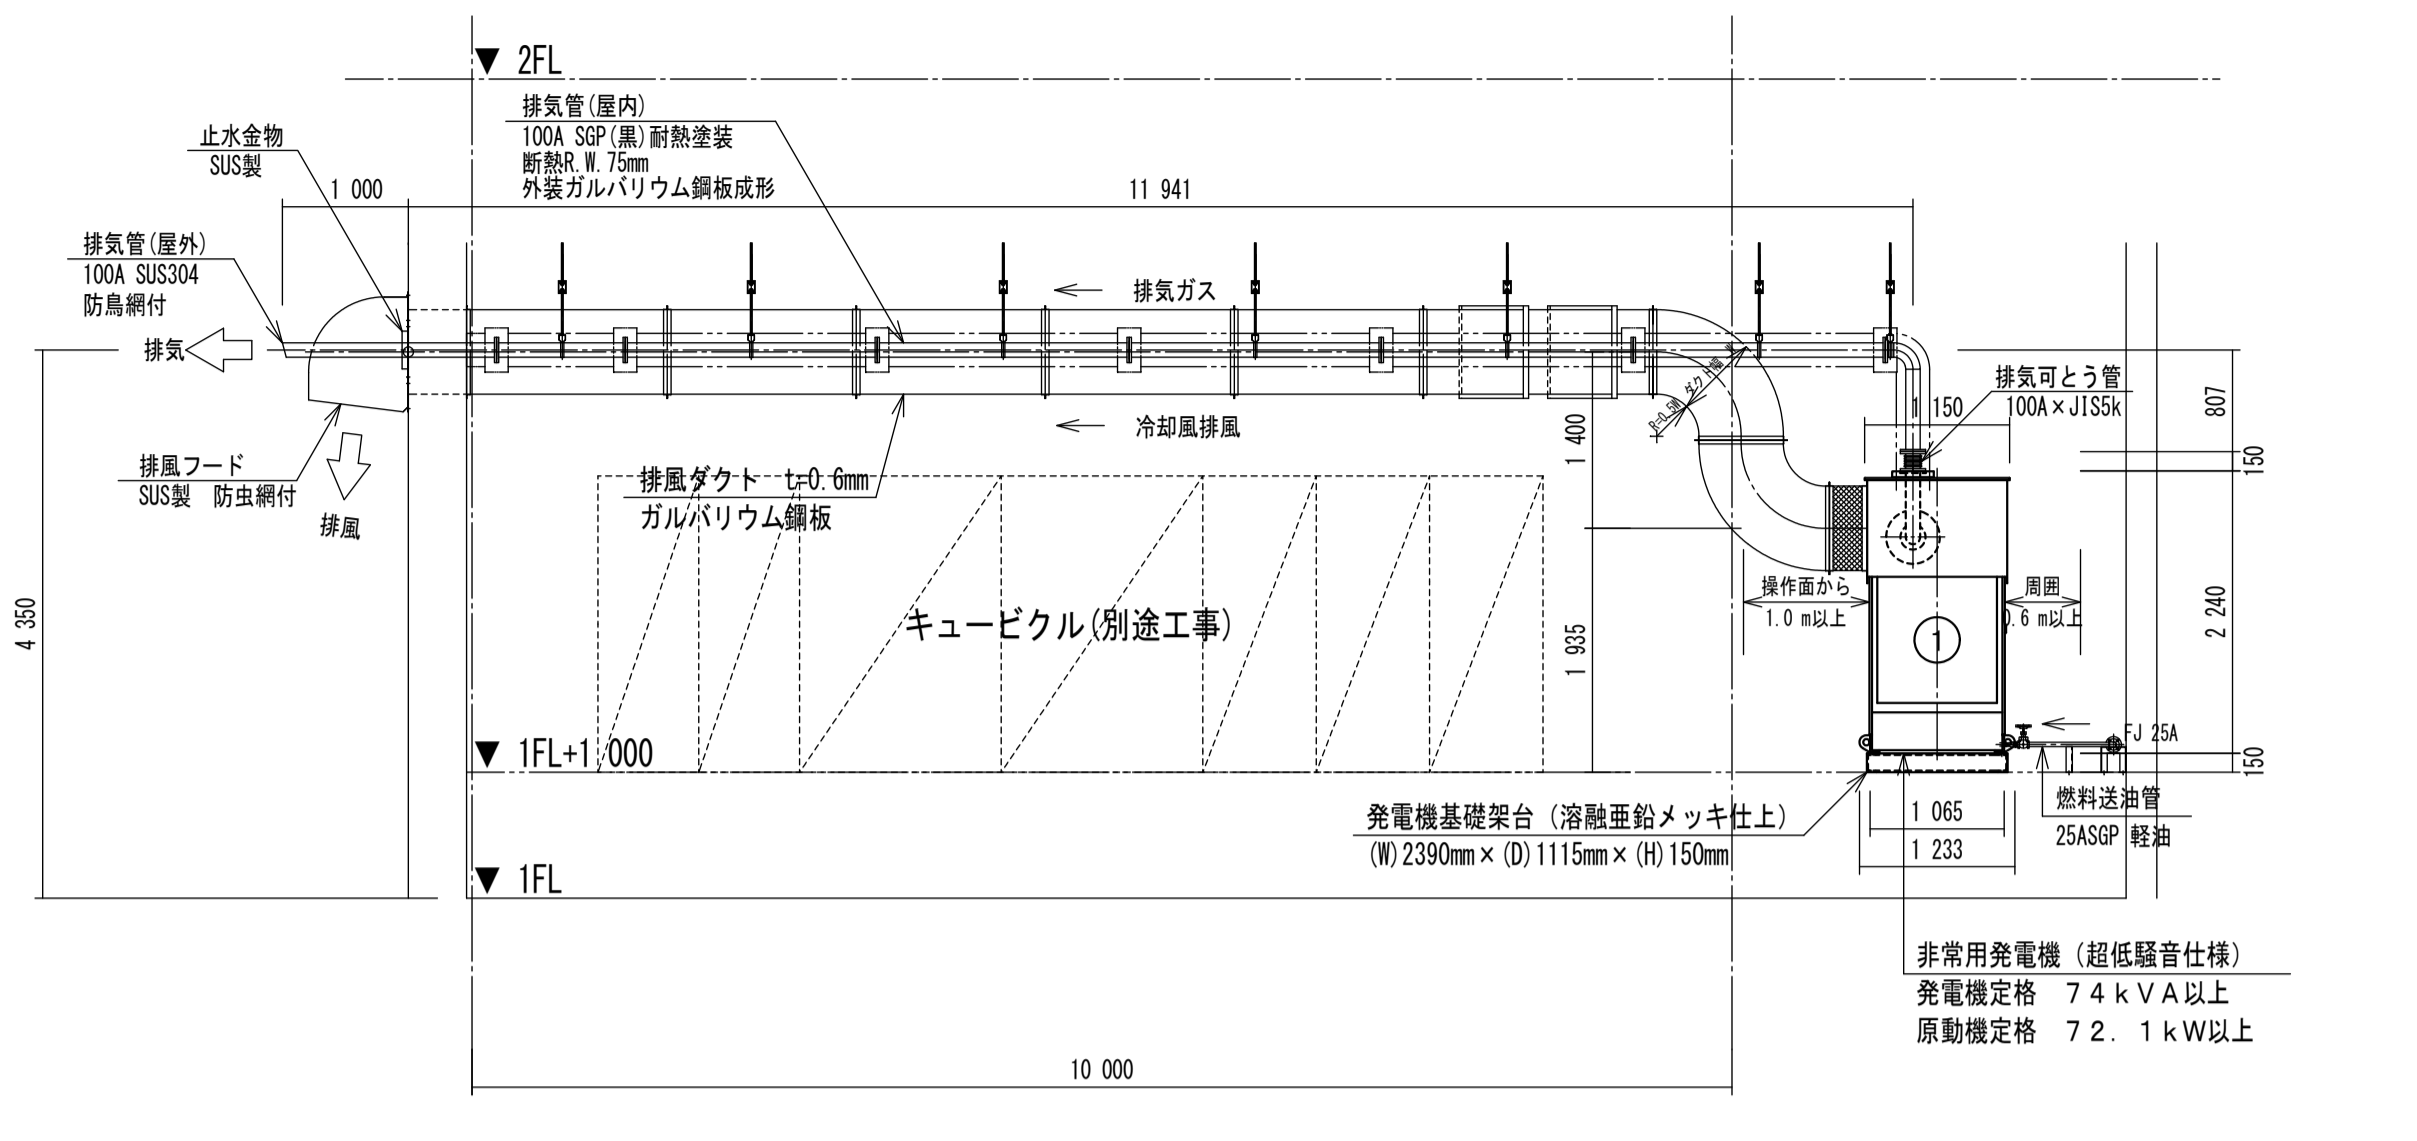 ▼ 2FL
排気管(屋内)
100A SGP(黒)耐熱塗装
断熱R.W.75mm
外装ガルバリウム鋼板成形
止水金物
SUS製
1 000
11 941
排気管(屋外)
100A SUS304
防鳥網付
排気
排気ガス
冷却風排風
排気可とう管
100A×JIS5k
1 150
807
150
R=0.5W
ダクト幅 W
1 400
排風フード
SUS製 防虫網付
排風
排風ダクト t=0.6mm
ガルバリウム鋼板
キュービクル(別途工事)
操作面から
1.0 m以上
周囲
0.6 m以上
1
2 240
4 350
1 935
▼ 1FL+1 000
FJ 25A
150
発電機基礎架台 (溶融亜鉛メッキ仕上)
(W)2390mm×(D)1115mm×(H)150mm
1 065
1 233
燃料送油管
25ASGP 軽油
▼ 1FL
非常用発電機 (超低騒音仕様)
発電機定格 74kVA以上
原動機定格 72.1kW以上
10 000